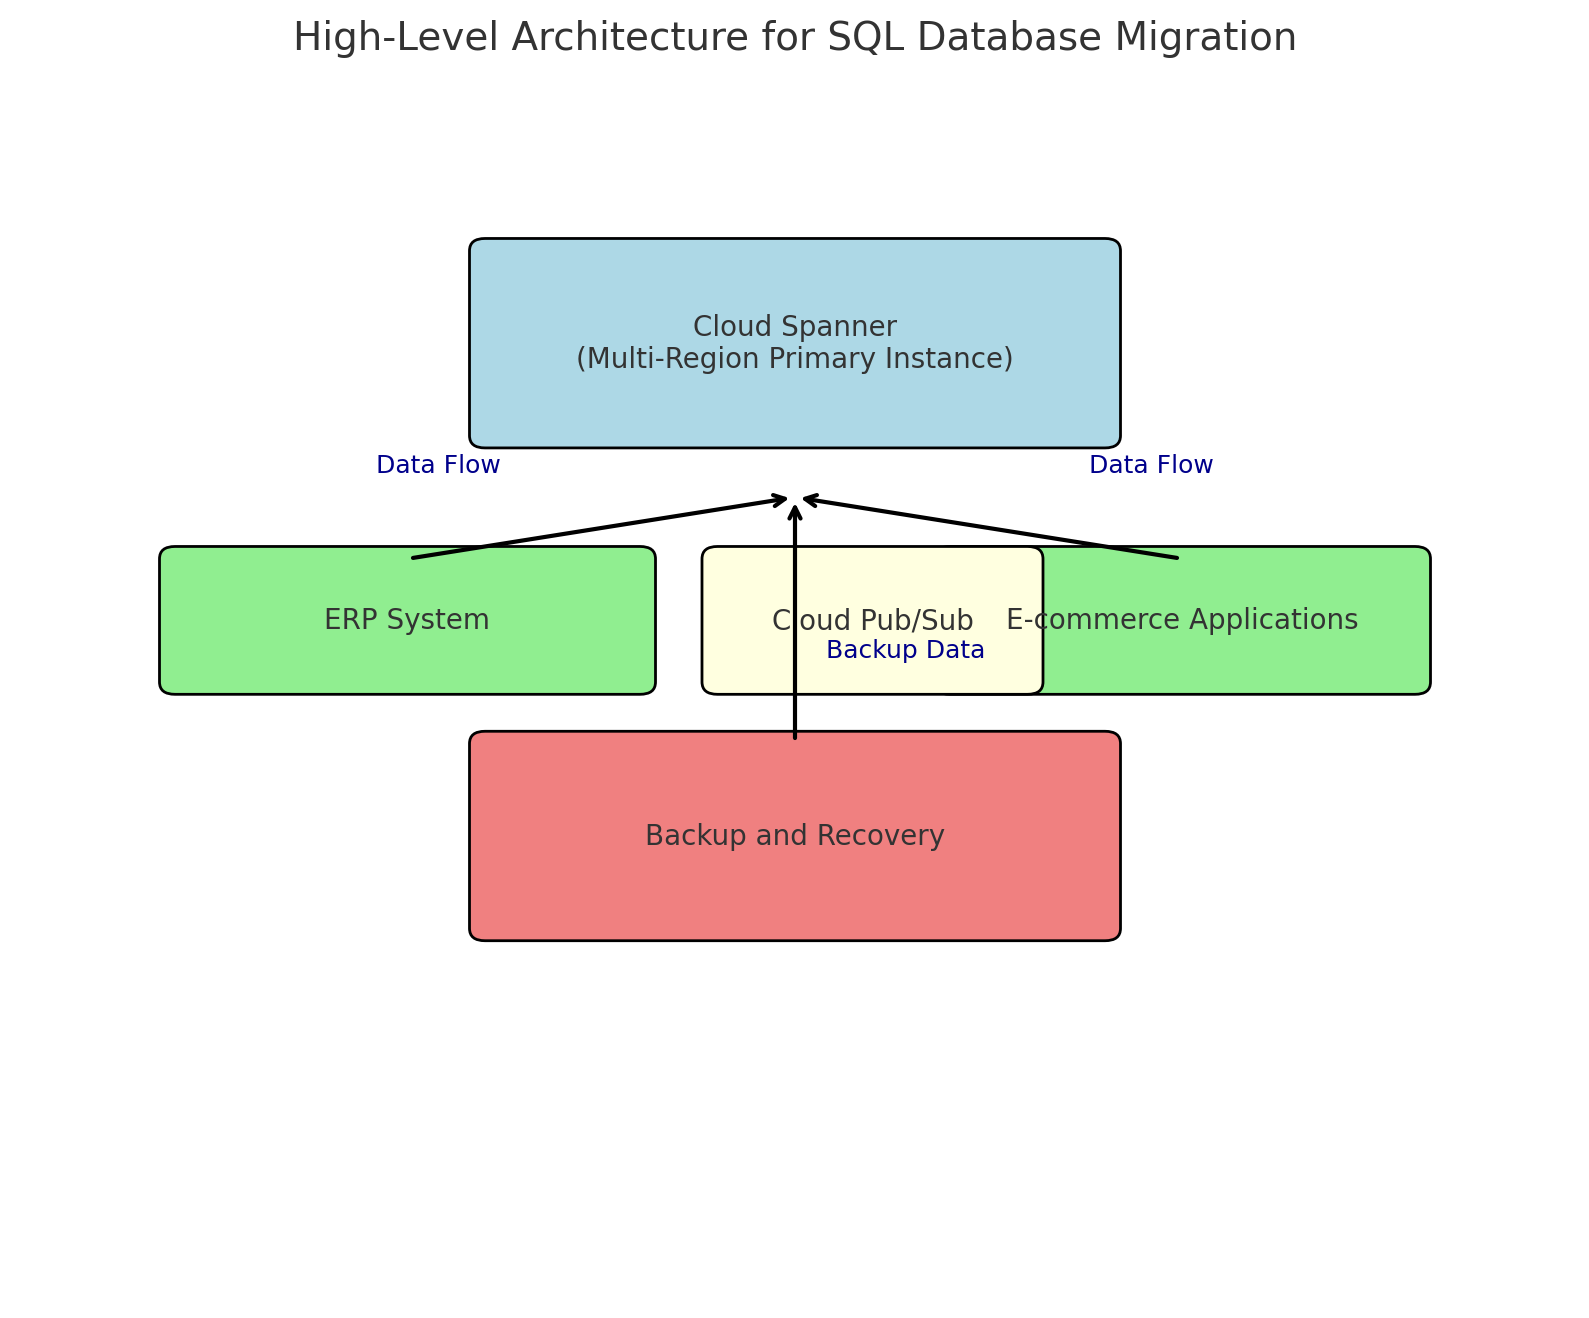 High-Level Architecture for SQL Database Migration
Cloud Spanner
(Multi-Region Primary Instance)
Data Flow
Data Flow
ERP System
Cloud Pub/Sub
E-commerce Applications
Backup Data
Backup and Recovery